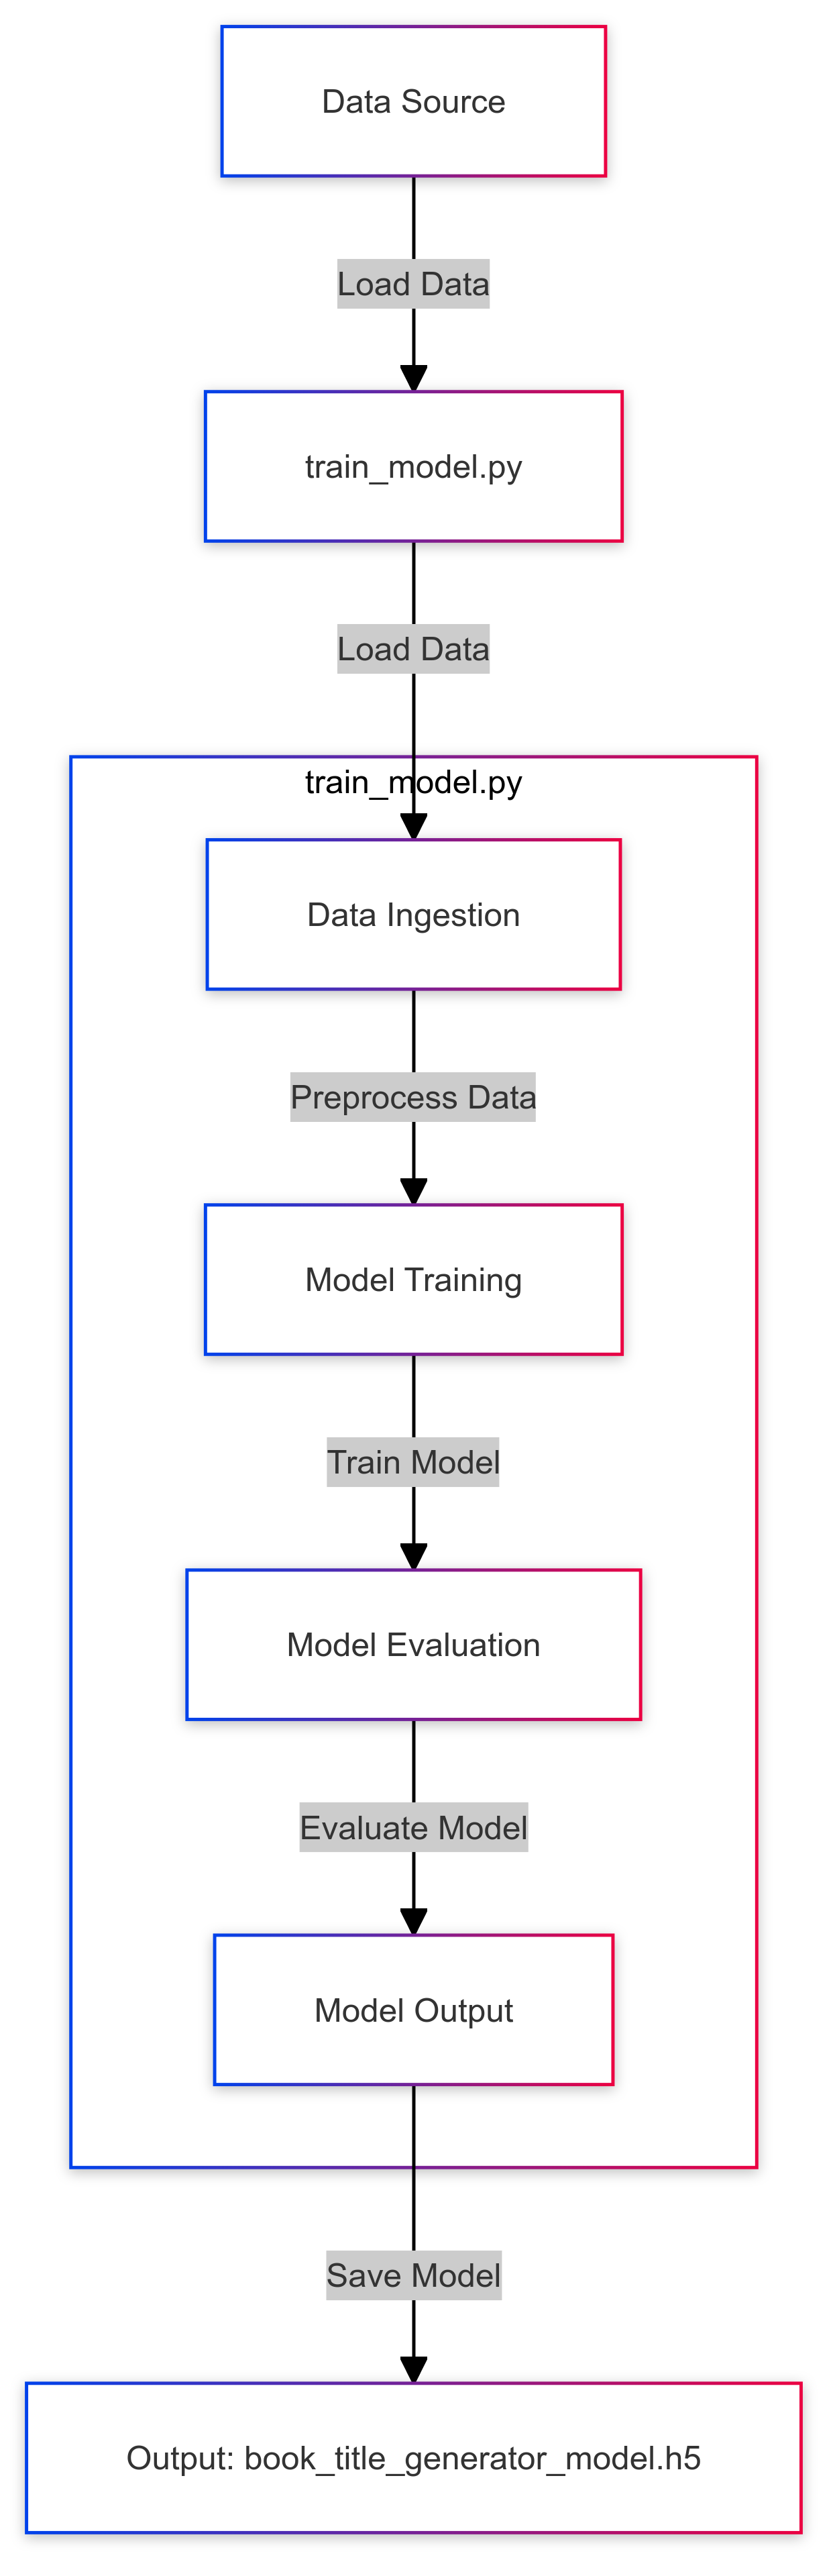 Data Source
Load Data
train_model.py
Load Data
train_model.py
Data Ingestion
Preprocess Data
Model Training
Train Model
Model Evaluation
Evaluate Model
Model Output
Save Model
Output: book_title_generator_model.h5